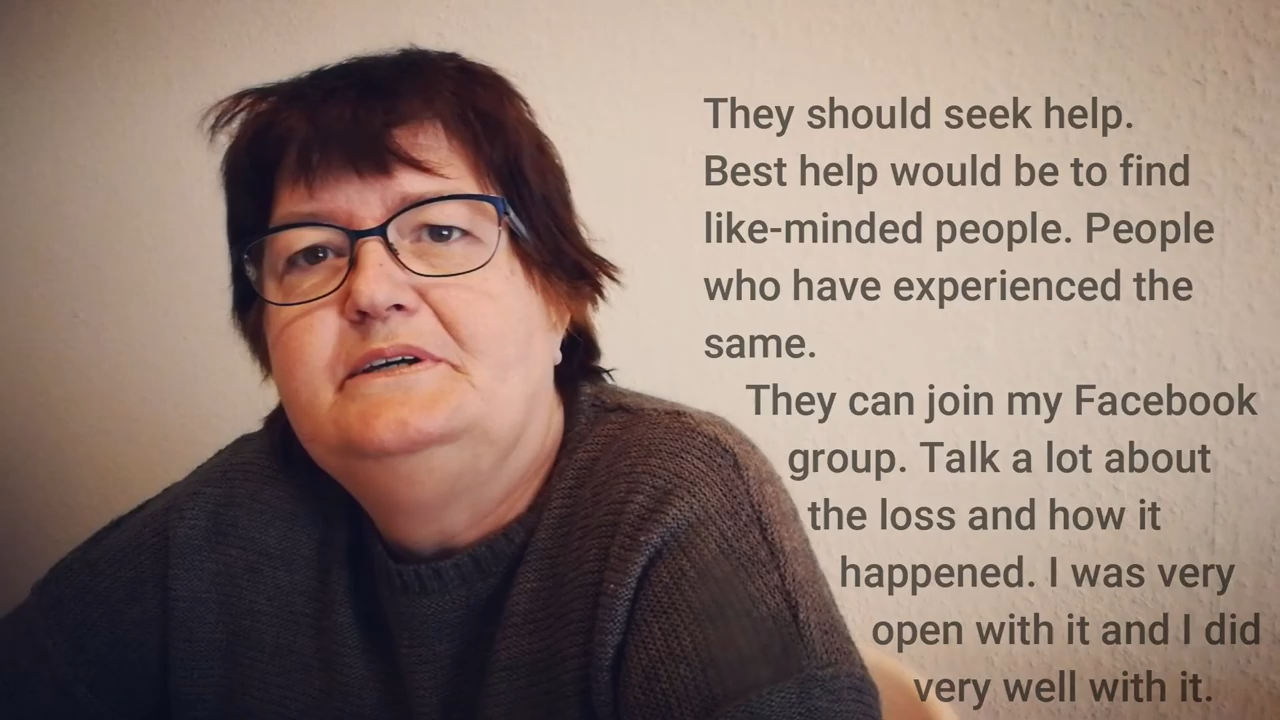 They should seek help.
Best help would be to find
like-minded people. People
who have experienced the
same.
They can join my Facebook
group. Talk a lot about
the loss and how it
happened. I was very
open with it and I did
very well with it.